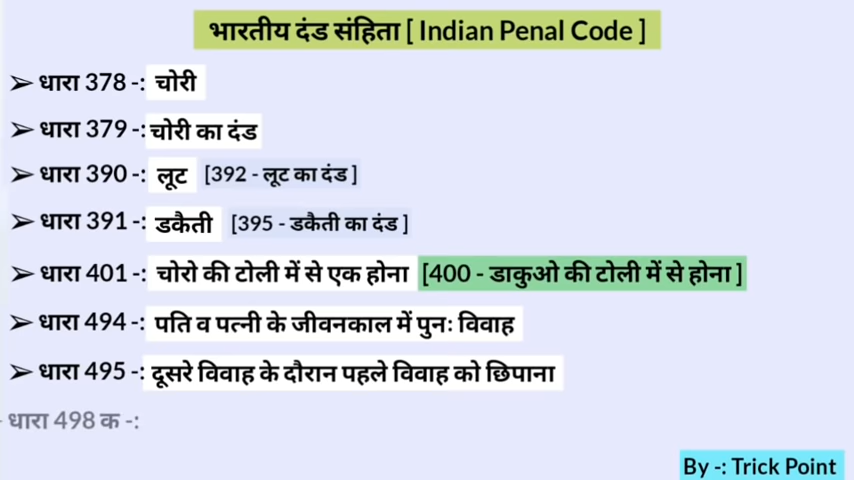 भारतीय दंड संहिता [ Indian Penal Code ]
➢ धारा 378 -: चोरी
➢ धारा 379 -: चोरी का दंड
➢ धारा 390 -: लूट [392 - लूट का दंड ]
➢ धारा 391 -: डकैती [395 - डकैती का दंड ]
➢ धारा 401 -: चोरो की टोली में से एक होना [400 - डाकुओ की टोली में से होना ]
➢ धारा 494 -: पति व पत्नी के जीवनकाल में पुनः विवाह
➢ धारा 495 -: दूसरे विवाह के दौरान पहले विवाह को छिपाना
धारा 498 क -:
By -: Trick Point